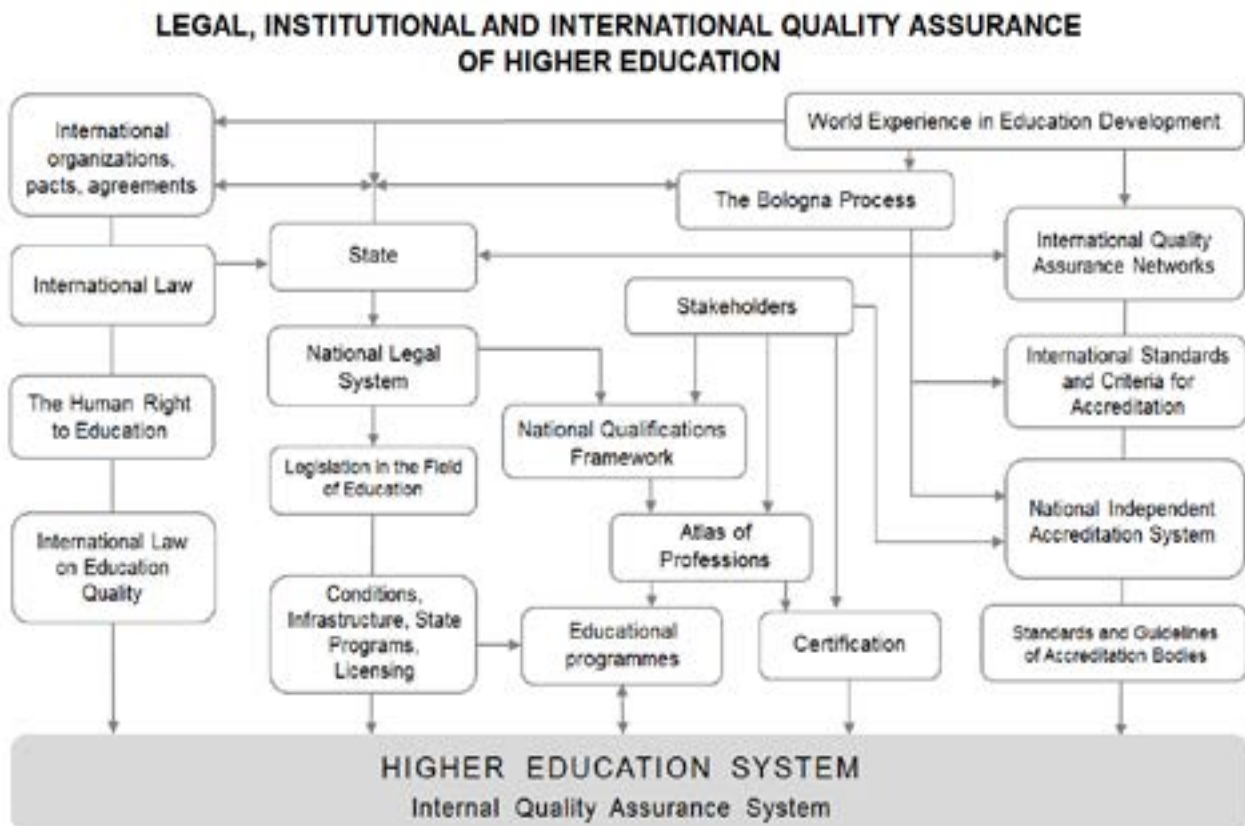 LEGAL, INSTITUTIONAL AND INTERNATIONAL QUALITY ASSURANCE
OF HIGHER EDUCATION
International
organizations,
pacts, agreements
World Experience in Education Development
The Bologna Process
State
International Quality
Assurance Networks
International Law
Stakeholders
National Legal
System
International Standards
and Criteria for
Accreditation
The Human Right
to Education
National Qualifications
Framework
Legislation in the Field
of Education
National Independent
Accreditation System
International Law
on Education
Quality
Atlas of
Professions
Conditions,
Infrastructure, State
Programs,
Licensing
Educational
programmes
Certification
Standards and Guidelines
of Accreditation Bodies
HIGHER EDUCATION SYSTEM
Internal Quality Assurance System